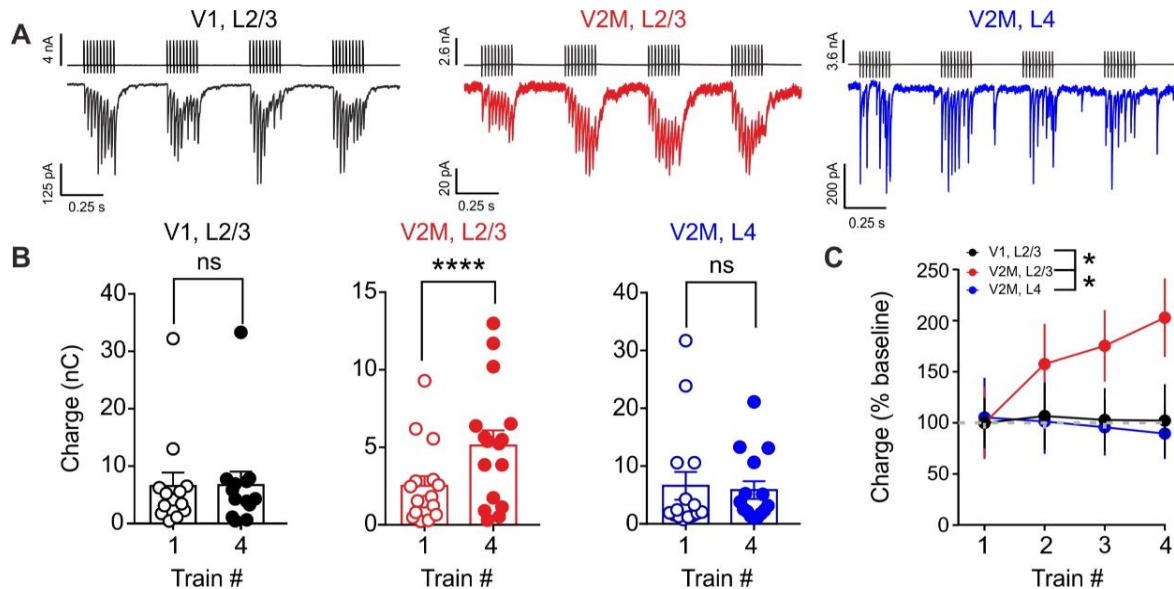 A
V1, L2/3
V2M, L2/3
V2M, L4
4 nA
2.6 nA
3.6 nA
125 pA
0.25 s
20 pA
0.25 s
200 pA
0.25 s
B
V1, L2/3
V2M, L2/3
V2M, L4
ns
****
ns
Charge (nC)
40
30
20
10
0
1
4
Train #
15
10
5
0
1
4
Train #
40
30
20
10
0
1
4
Train #
C
V1, L2/3
V2M, L2/3
V2M, L4
*
*
Charge (% baseline)
250
200
150
100
50
0
1
2
3
4
Train #